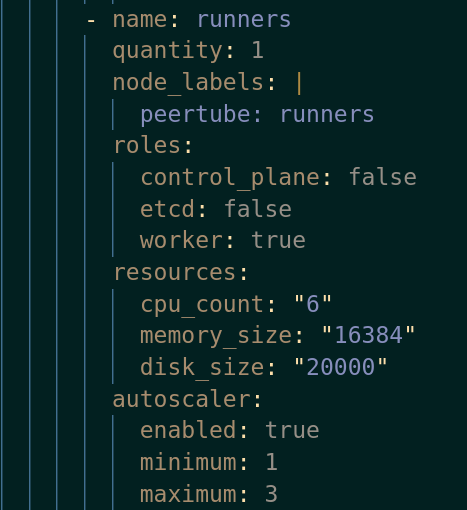 - name: runners
  quantity: 1
  node_labels: |
    peertube: runners
  roles:
    control_plane: false
    etcd: false
    worker: true
  resources:
    cpu_count: "6"
    memory_size: "16384"
    disk_size: "20000"
  autoscaler:
    enabled: true
    minimum: 1
    maximum: 3